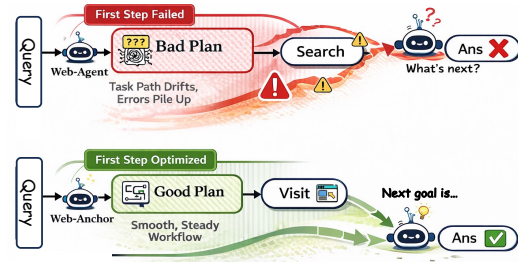 First Step Failed
Query
Web-Agent
???
Bad Plan
Search
??
Ans
What's next?
Task Path Drifts,
Errors Pile Up
First Step Optimized
Query
Web-Anchor
Good Plan
Visit
Next goal is...
Ans
Smooth, Steady
Workflow